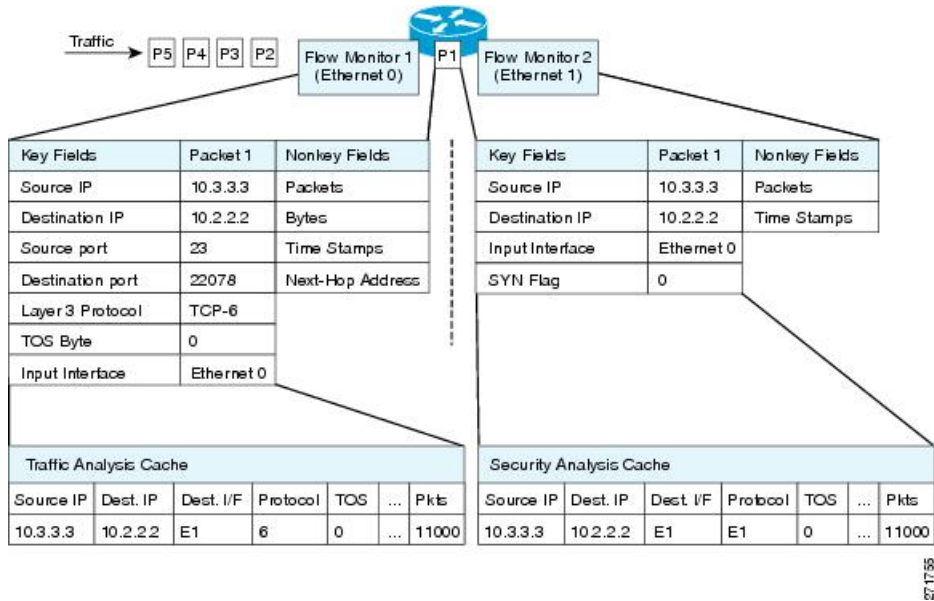 Traffic
P5 P4 P3 P2
Flow Monitor 1
(Ethernet 0)
P1
Flow Monitor 2
(Ethernet 1)
Key Fields Packet 1 Nonkey Fields
Source IP 10.3.3.3 Packets
Destination IP 10.2.2.2 Bytes
Source port 23 Time Stamps
Destination port 22078 Next-Hop Address
Layer 3 Protocol TCP-6
TOS Byte 0
Input Interface Ethernet 0
Key Fields Packet 1 Nonkey Fields
Source IP 10.3.3.3 Packets
Destination IP 10.2.2.2 Time Stamps
Input Interface Ethernet 0
SYN Flag 0
Traffic Analysis Cache
Source IP Dest. IP Dest. I/F Protocol TOS ... Pkts
10.3.3.3 10.2.2.2 E1 6 0 ... 11000
Security Analysis Cache
Source IP Dest. IP Dest. I/F Protocol TOS ... Pkts
10.3.3.3 10.2.2.2 E1 E1 0 ... 11000
271755